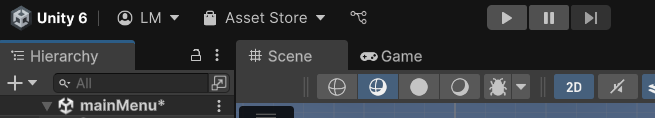 Unity 6 LM Asset Store
Hierarchy Scene Game
All 2D
mainMenu*